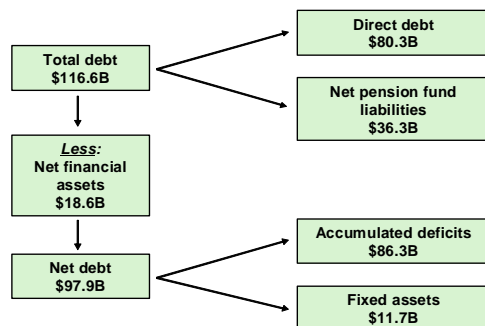 Total debt
$116.6B
Direct debt
$80.3B
Net pension fund
liabilities
$36.3B
Less:
Net financial
assets
$18.6B
Net debt
$97.9B
Accumulated deficits
$86.3B
Fixed assets
$11.7B